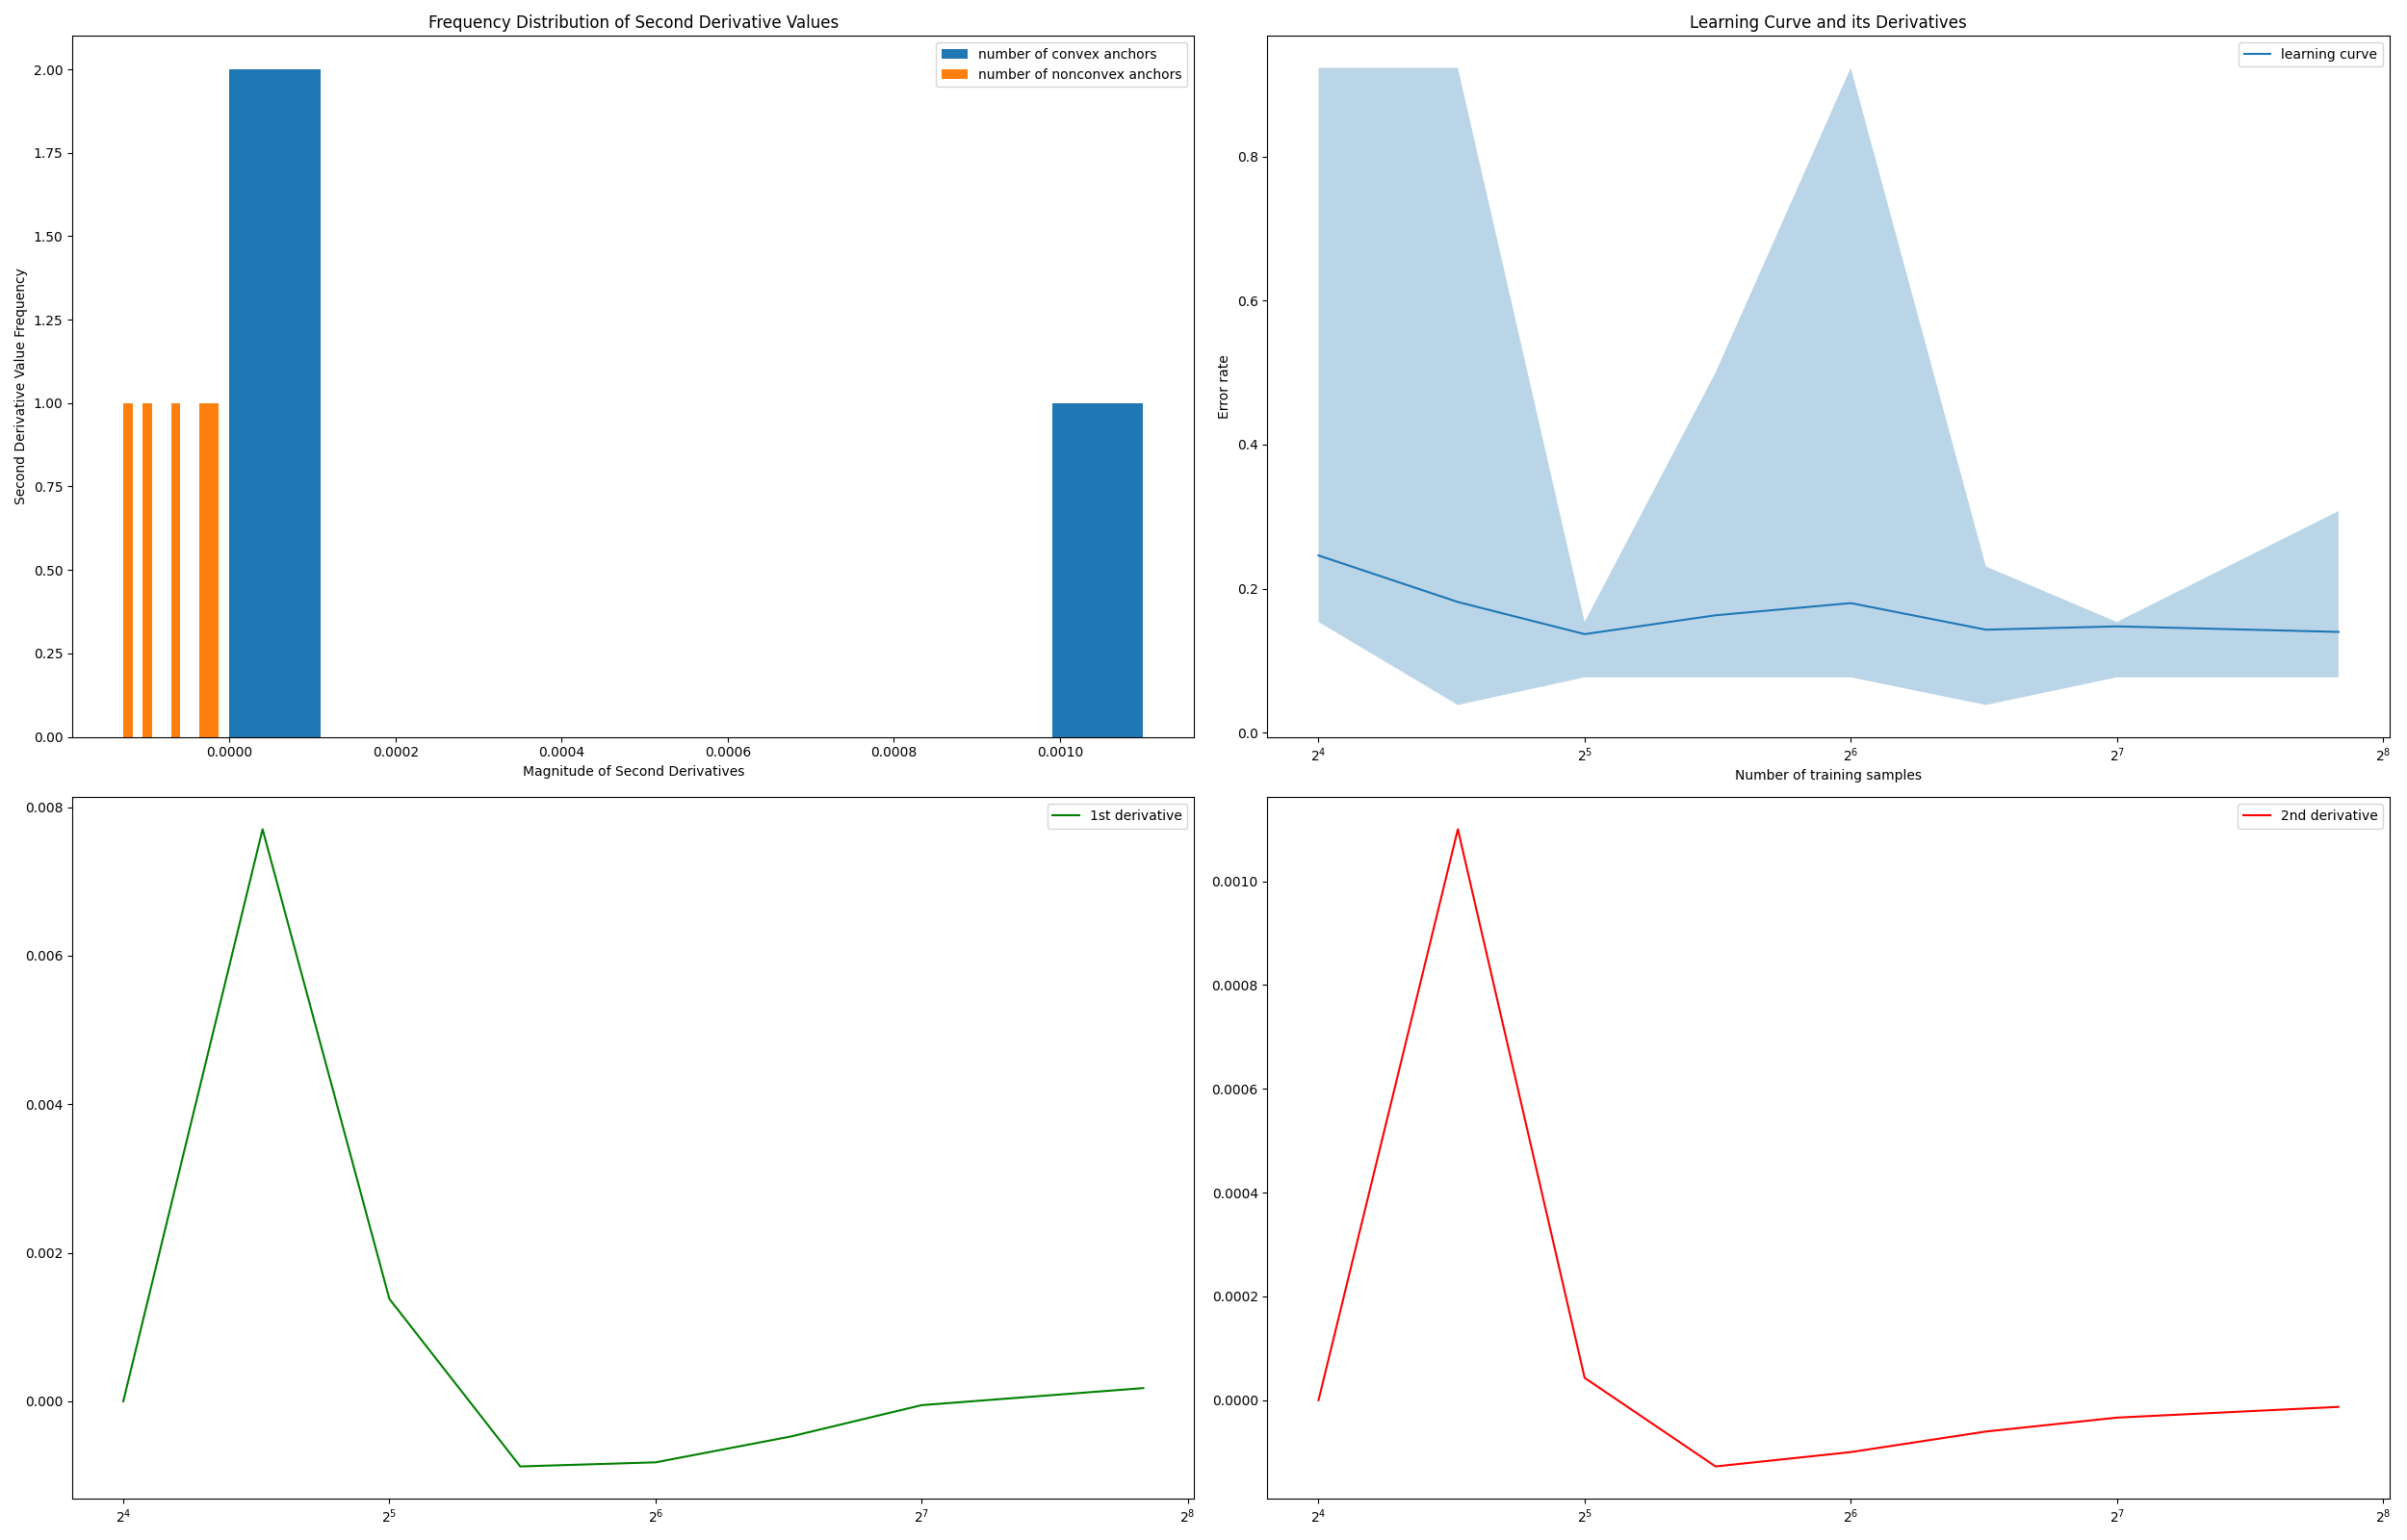 Frequency Distribution of Second Derivative Values
number of convex anchors
number of nonconvex anchors
2.00
1.75
1.50
1.25
1.00
0.75
0.50
0.25
0.00
Second Derivative Value Frequency
0.0000 0.0002 0.0004 0.0006 0.0008 0.0010
Magnitude of Second Derivatives
Learning Curve and its Derivatives
learning curve
0.8
0.6
0.4
0.2
0.0
Error rate
2⁴ 2⁵ 2⁶ 2⁷ 2⁸
Number of training samples
1st derivative
0.008
0.006
0.004
0.002
0.000
2⁴ 2⁵ 2⁶ 2⁷ 2⁸
2nd derivative
0.0010
0.0008
0.0006
0.0004
0.0002
0.0000
2⁴ 2⁵ 2⁶ 2⁷ 2⁸